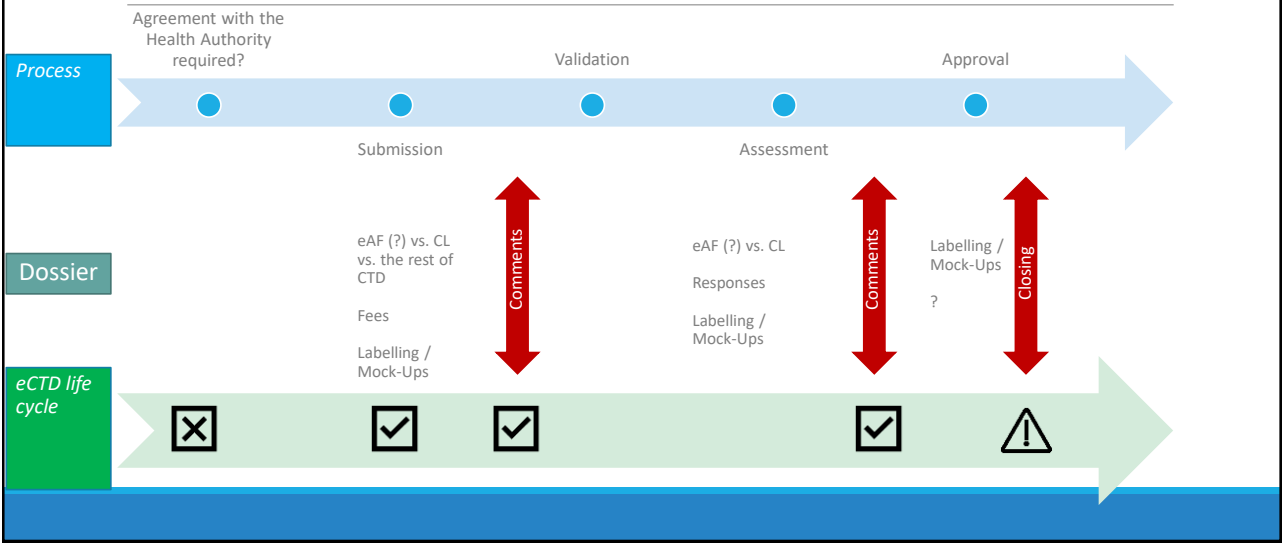 Agreement with the
Health Authority
required?
Validation
Approval
Process
Submission
Assessment
Dossier
eAF (?) vs. CL
vs. the rest of
CTD
Fees
Labelling /
Mock-Ups
Comments
eAF (?) vs. CL
Responses
Labelling /
Mock-Ups
Comments
Labelling /
Mock-Ups
?
Closing
eCTD life
cycle